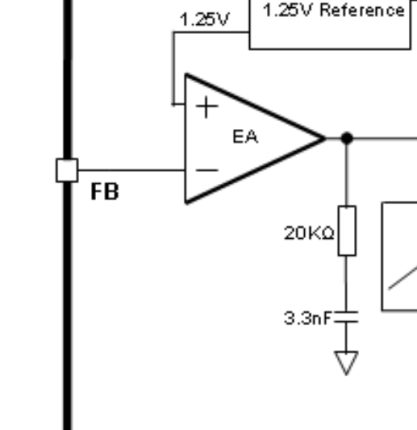 1.25V
1.25V Reference
+
EA
−
FB
20KΩ
3.3nF